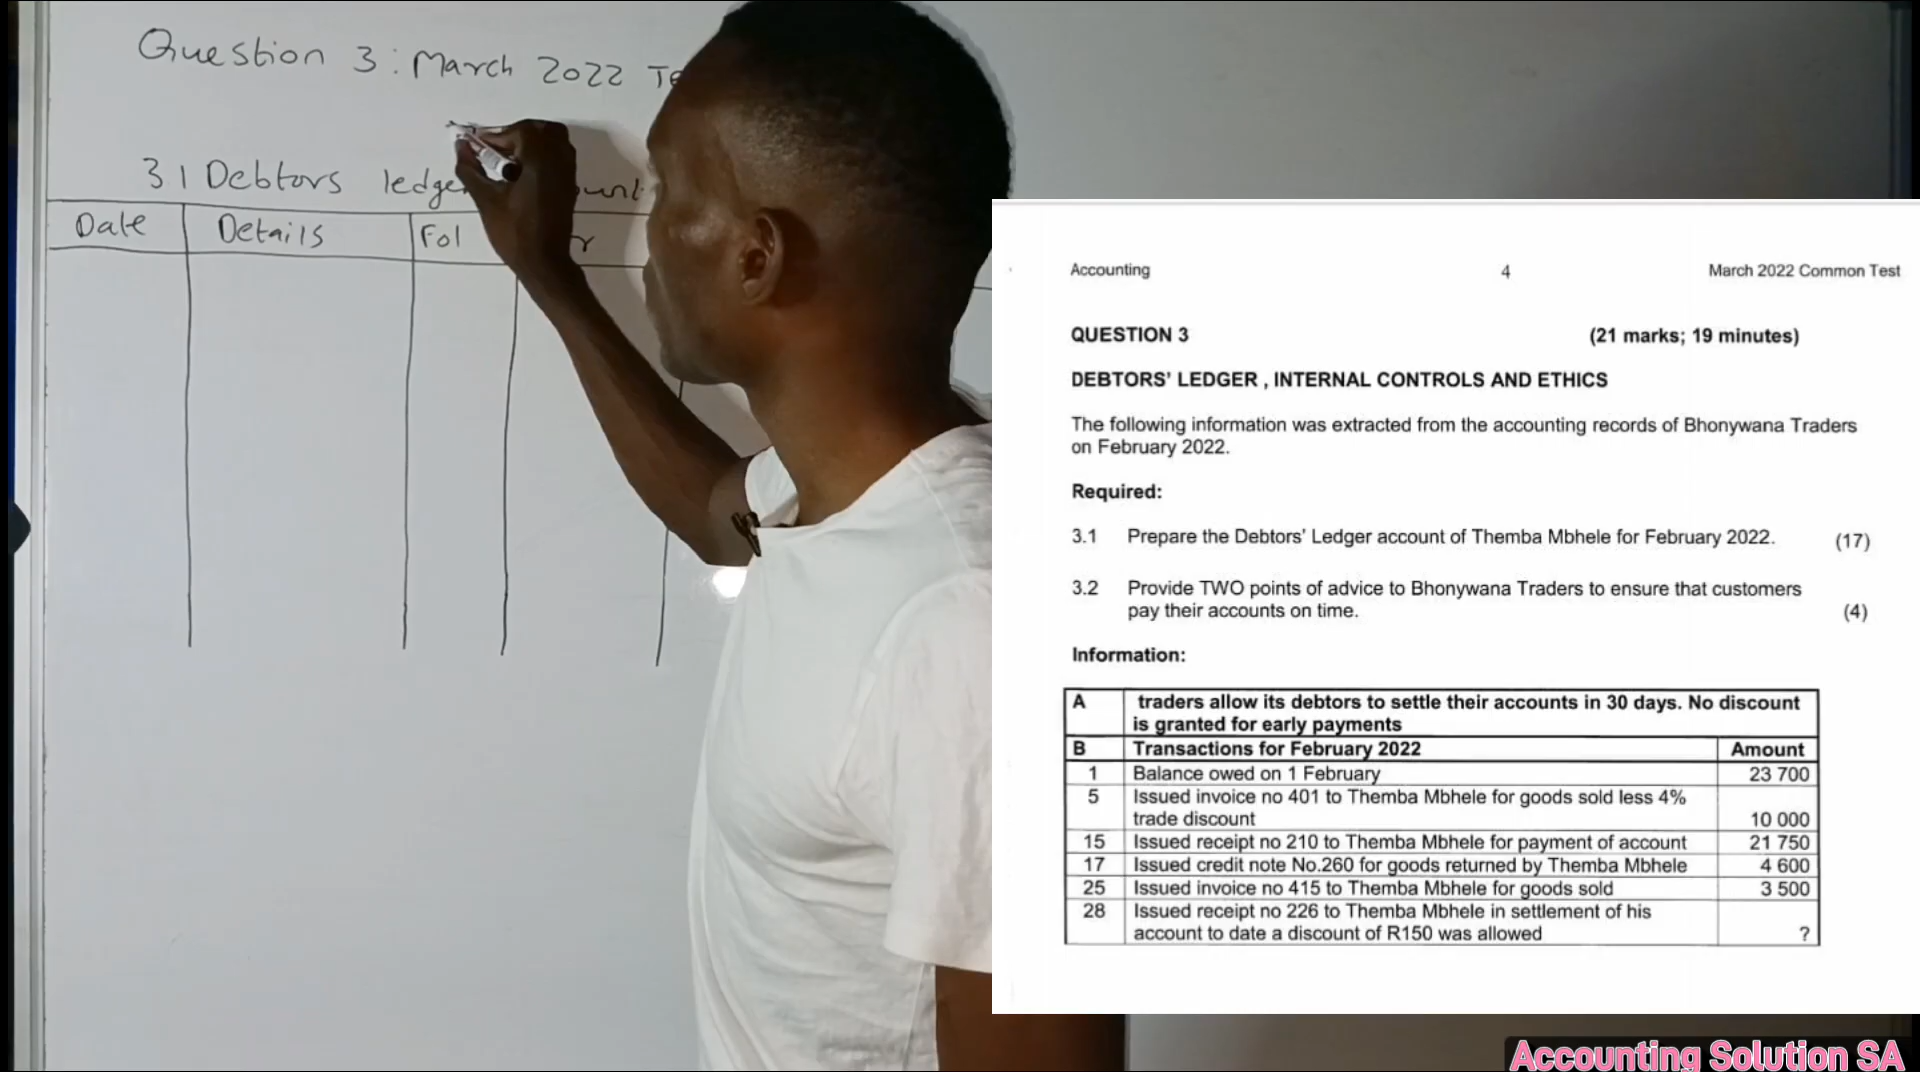 Question 3: March 2022
3.1 Debtors
Date
Details
Fol
Accounting
4
March 2022 Common Test
QUESTION 3
(21 marks; 19 minutes)
DEBTORS' LEDGER , INTERNAL CONTROLS AND ETHICS
The following information was extracted from the accounting records of Bhonywana Traders
on February 2022.
Required:
3.1 Prepare the Debtors' Ledger account of Themba Mbhele for February 2022. (17)
3.2 Provide TWO points of advice to Bhonywana Traders to ensure that customers
pay their accounts on time. (4)
Information:
A traders allow its debtors to settle their accounts in 30 days. No discount
is granted for early payments
B Transactions for February 2022 Amount
1 Balance owed on 1 February 23 700
5 Issued invoice no 401 to Themba Mbhele for goods sold less 4%
trade discount 10 000
15 Issued receipt no 210 to Themba Mbhele for payment of account 21 750
17 Issued credit note No.260 for goods returned by Themba Mbhele 4 600
25 Issued invoice no 415 to Themba Mbhele for goods sold 3 500
28 Issued receipt no 226 to Themba Mbhele in settlement of his
account to date a discount of R150 was allowed ?
Accounting Solution SA